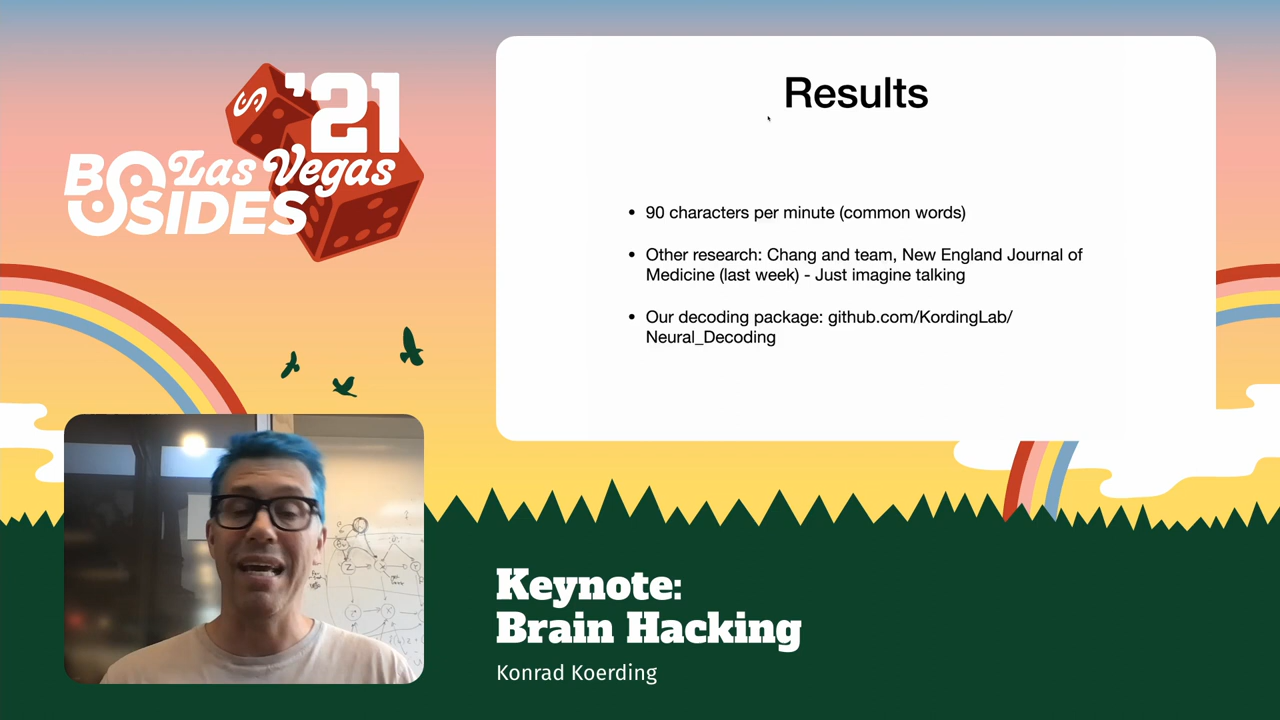 '21
BSIDES
Las Vegas
Results
• 90 characters per minute (common words)
• Other research: Chang and team, New England Journal of
Medicine (last week) - Just imagine talking
• Our decoding package: github.com/KordingLab/
Neural_Decoding
Keynote:
Brain Hacking
Konrad Koerding